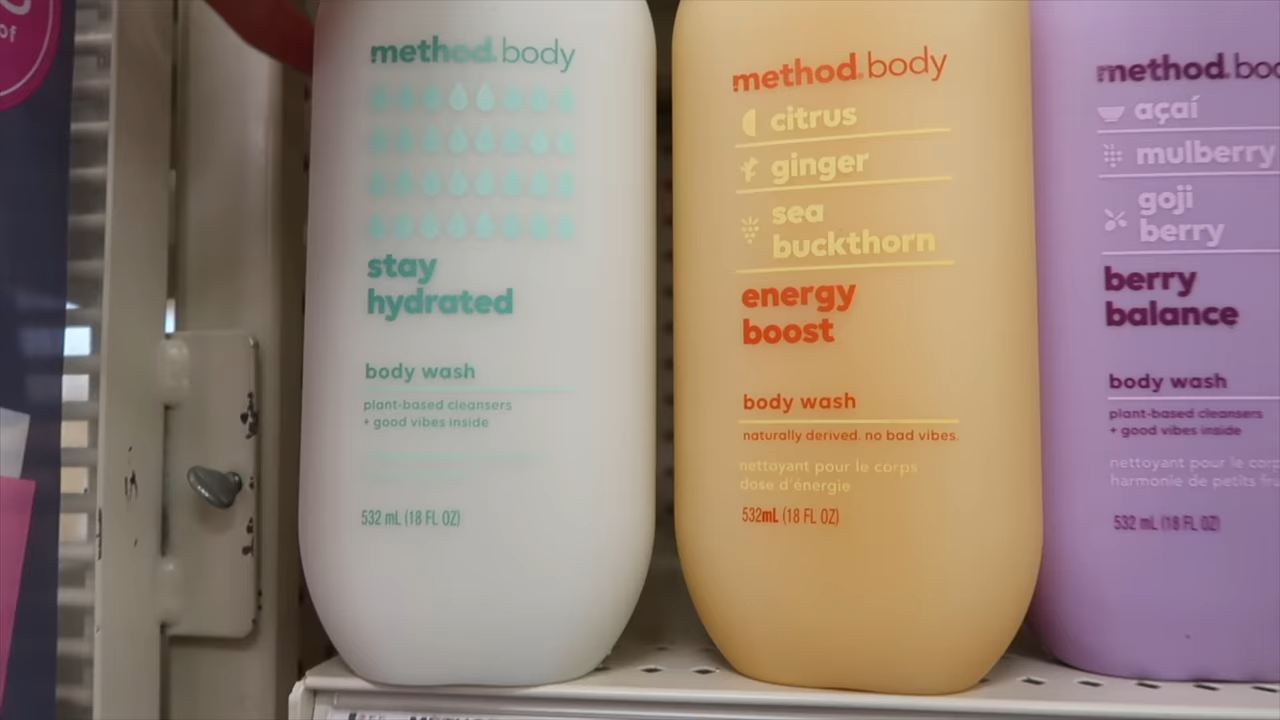 method. body
stay
hydrated
body wash
plant-based cleansers
+ good vibes inside
532 mL (18 FL OZ)
method. body
citrus
ginger
sea
buckthorn
energy
boost
body wash
naturally derived. no bad vibes.
nettoyant pour le corps
dose d'énergie
532mL (18 FL OZ)
method.
açaí
mulberry
goji
berry
berry
balance
body wash
plant-based cleansers
+ good vibes inside
nettoyant pour le
harmonie de petits
532 mL (18 FL OZ)